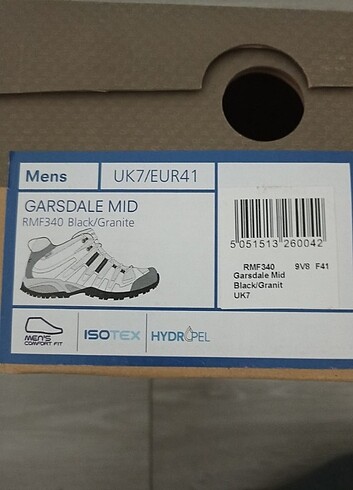 Mens UK7/EUR41
GARSDALE MID
RMF340 Black/Granite
5 051513 260042
RMF340 9V8 F41
Garsdale Mid
Black/Granit
UK7
MEN'S
COMFORT FIT
ISOTEX
HYDROPEL